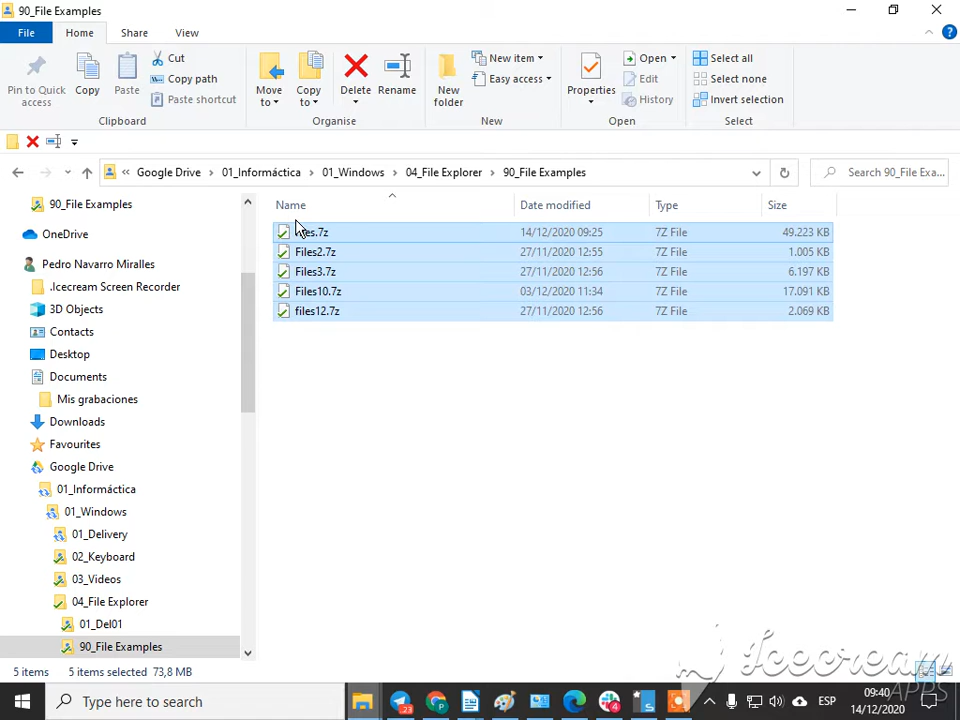 90_File Examples
File Home Share View
Pin to Quick access
Copy
Paste
Cut
Copy path
Paste shortcut
Move to
Copy to
Delete
Rename
New folder
New item
Easy access
Properties
Open
Edit
History
Select all
Select none
Invert selection
Clipboard Organise New Open Select
« Google Drive › 01_Informática › 01_Windows › 04_File Explorer › 90_File Examples
Search 90_File Exa...
Name Date modified Type Size
14/12/2020 09:25 7Z File 49.223 KB
Files2.7z 27/11/2020 12:55 7Z File 1.005 KB
Files3.7z 27/11/2020 12:56 7Z File 6.197 KB
Files10.7z 03/12/2020 11:34 7Z File 17.091 KB
files12.7z 27/11/2020 12:56 7Z File 2.069 KB
90_File Examples
OneDrive
Pedro Navarro Miralles
.Icecream Screen Recorder
3D Objects
Contacts
Desktop
Documents
Mis grabaciones
Downloads
Favourites
Google Drive
01_Informática
01_Windows
01_Delivery
02_Keyboard
03_Videos
04_File Explorer
01_Del01
90_File Examples
5 items 5 items selected 73,8 MB
Icecream
APPS
Type here to search
23
4
ESP
09:40
14/12/2020